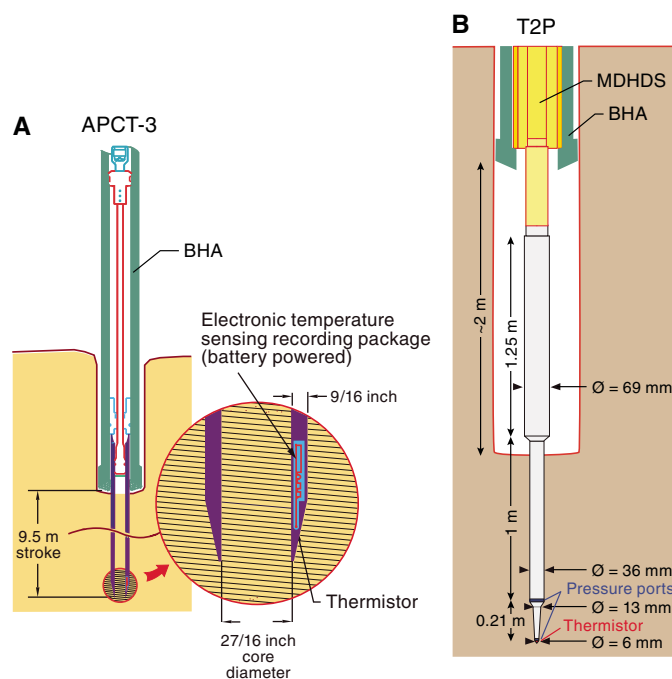 A
APCT-3
BHA
Electronic temperature
sensing recording package
(battery powered)
9/16 inch
9.5 m
stroke
Thermistor
27/16 inch
core
diameter
B
T2P
MDHDS
BHA
~2 m
1.25 m
Ø = 69 mm
1 m
Ø = 36 mm
Pressure ports
Ø = 13 mm
0.21 m
Thermistor
Ø = 6 mm